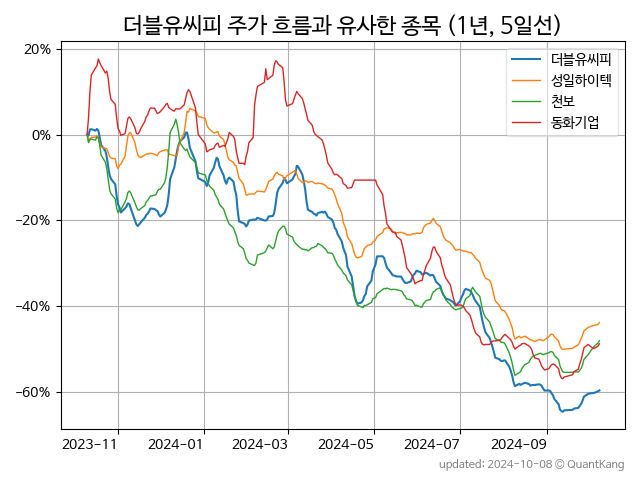 더블유씨피 주가 흐름과 유사한 종목 (1년, 5일선)
더블유씨피
성일하이텍
천보
동화기업
20%
0%
−20%
−40%
−60%
2023-11
2024-01
2024-03
2024-05
2024-07
2024-09
updated: 2024-10-08 © QuantKang